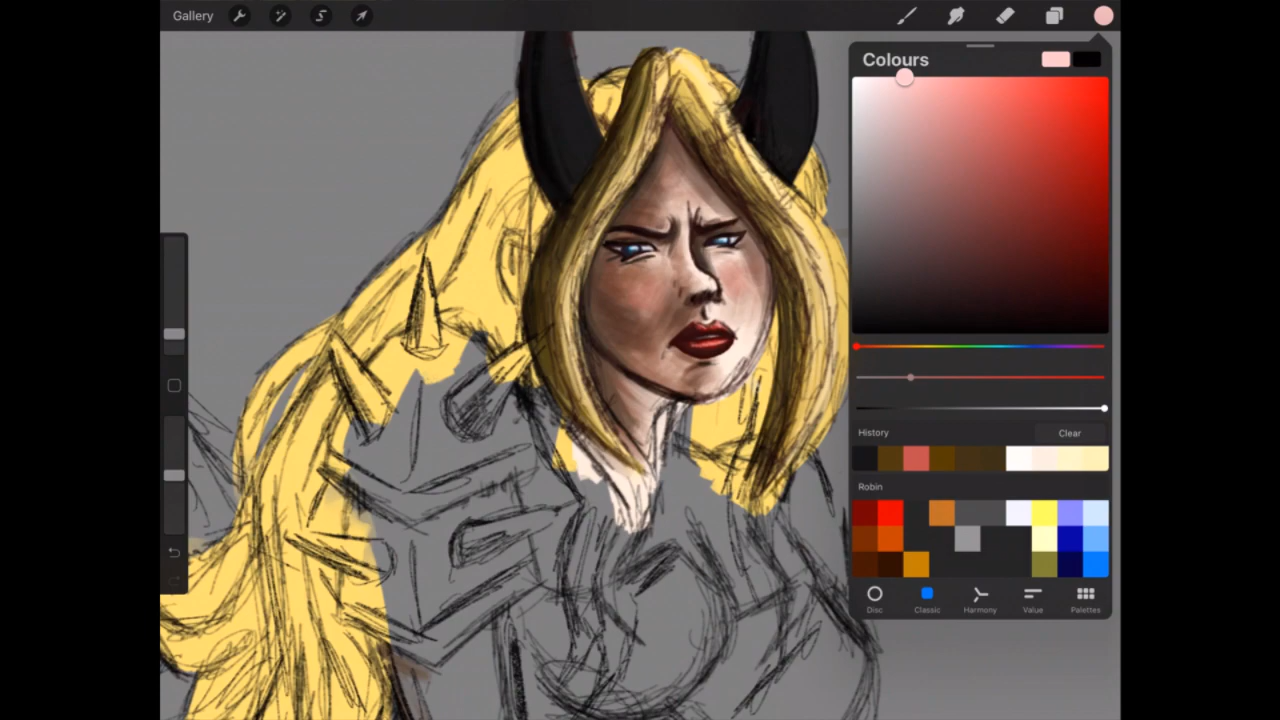 Gallery
Colours
History
Clear
Robin
Disc
Classic
Harmony
Value
Palettes